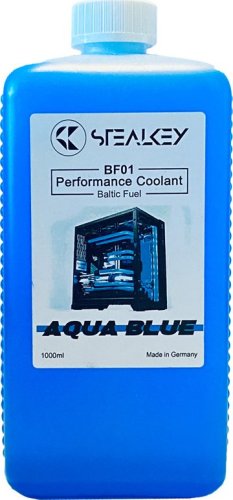 STEALKEY
BF01
Performance Coolant
Baltic Fuel
AQUA BLUE
1000ml
Made in Germany